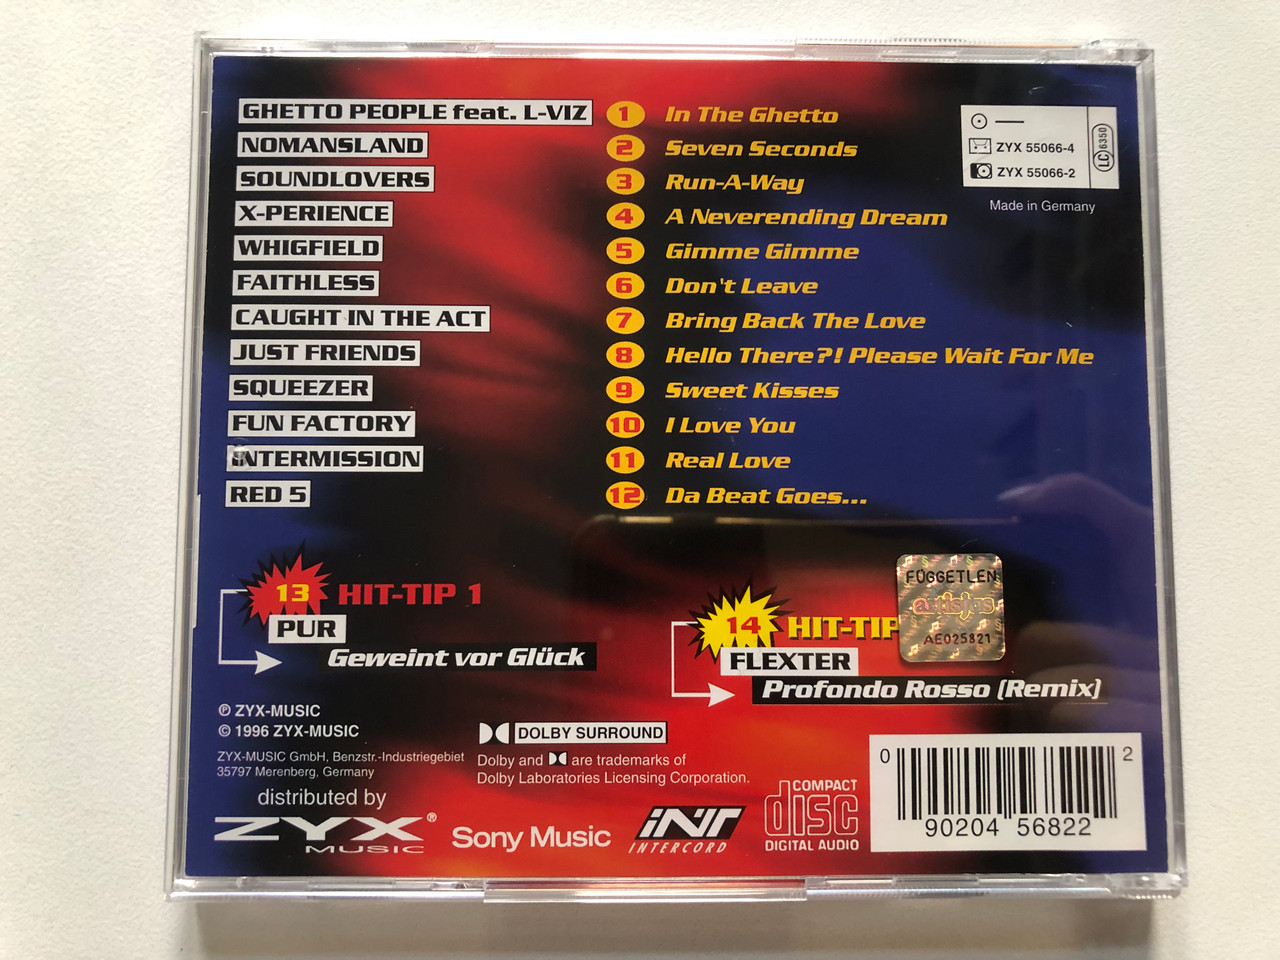 GHETTO PEOPLE feat. L-VIZ 1 In The Ghetto
NOMANSLAND 2 Seven Seconds
SOUNDLOVERS 3 Run-A-Way
X-PERIENCE 4 A Neverending Dream
WHIGFIELD 5 Gimme Gimme
FAITHLESS 6 Don't Leave
CAUGHT IN THE ACT 7 Bring Back The Love
JUST FRIENDS 8 Hello There?! Please Wait For Me
SQUEEZER 9 Sweet Kisses
FUN FACTORY 10 I Love You
INTERMISSION 11 Real Love
RED 5 12 Da Beat Goes...
ZYX 55066-4
ZYX 55066-2
LC 6350
Made in Germany
13 HIT-TIP 1
PUR
Geweint vor Glück
14 HIT-TIP
FLEXTER
Profondo Rosso (Remix)
FÜGGETLEN
artisjus
AE025821
℗ ZYX-MUSIC
© 1996 ZYX-MUSIC
ZYX-MUSIC GmbH, Benzstr.-Industriegebiet
35797 Merenberg, Germany
distributed by
ZYX®
MUSIC
Sony Music
INT
INTERCORD
DOLBY SURROUND
Dolby and are trademarks of
Dolby Laboratories Licensing Corporation.
COMPACT
disc
DIGITAL AUDIO
0 90204 56822 2